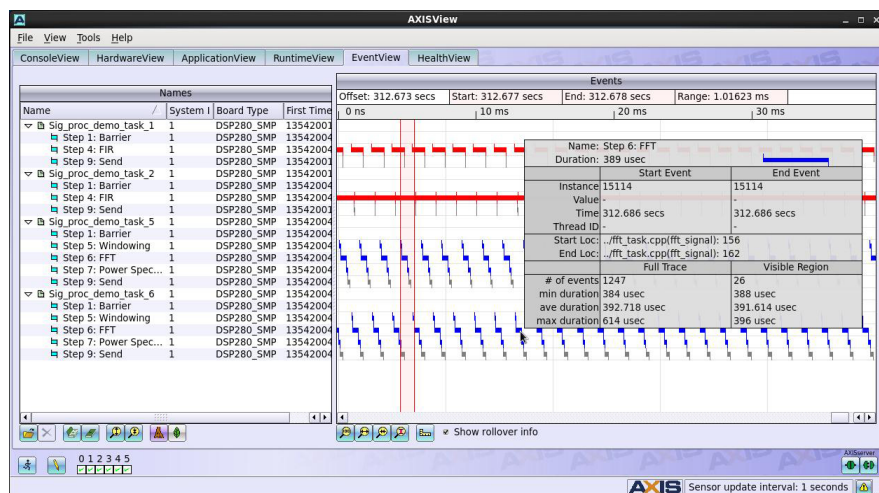 AXISView
File View Tools Help
ConsoleView HardwareView ApplicationView RuntimeView EventView HealthView
Names
Name / System I Board Type First Time
Sig_proc_demo_task_1 1 DSP280_SMP 13542001
Step 1: Barrier 1 DSP280_SMP 13542004
Step 4: FIR 1 DSP280_SMP 13542004
Step 9: Send 1 DSP280_SMP 13542001
Sig_proc_demo_task_2 1 DSP280_SMP 13542001
Step 1: Barrier 1 DSP280_SMP 13542004
Step 4: FIR 1 DSP280_SMP 13542004
Step 9: Send 1 DSP280_SMP 13542001
Sig_proc_demo_task_5 1 DSP280_SMP 13542004
Step 1: Barrier 1 DSP280_SMP 13542004
Step 5: Windowing 1 DSP280_SMP 13542004
Step 6: FFT 1 DSP280_SMP 13542004
Step 7: Power Spec... 1 DSP280_SMP 13542004
Step 9: Send 1 DSP280_SMP 13542004
Sig_proc_demo_task_6 1 DSP280_SMP 13542004
Step 1: Barrier 1 DSP280_SMP 13542004
Step 5: Windowing 1 DSP280_SMP 13542004
Step 6: FFT 1 DSP280_SMP 13542004
Step 7: Power Spec... 1 DSP280_SMP 13542004
Step 9: Send 1 DSP280_SMP 13542004
Events
Offset: 312.673 secs Start: 312.677 secs End: 312.678 secs Range: 1.01623 ms
0 ns 10 ms 20 ms 30 ms
Name: Step 6: FFT
Duration: 389 usec
Start Event End Event
Instance 15114 15114
Value - -
Time 312.686 secs 312.686 secs
Thread ID - -
Start Loc: ../fft_task.cpp(fft_signal): 156
End Loc: ../fft_task.cpp(fft_signal): 162
Full Trace Visible Region
# of events 1247 26
min duration 384 usec 388 usec
ave duration 392.718 usec 391.614 usec
max duration 614 usec 396 usec
Show rollover info
0 1 2 3 4 5
AXISserver
AXIS Sensor update interval: 1 seconds